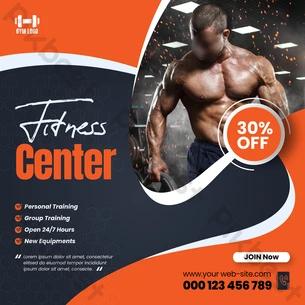 GYM LOGO
Fitness
Center
30%
OFF
Personal Training
Group Training
Open 24/7 Hours
New Equipments
JOIN Now
www.your web-site.com
000 123 456 789